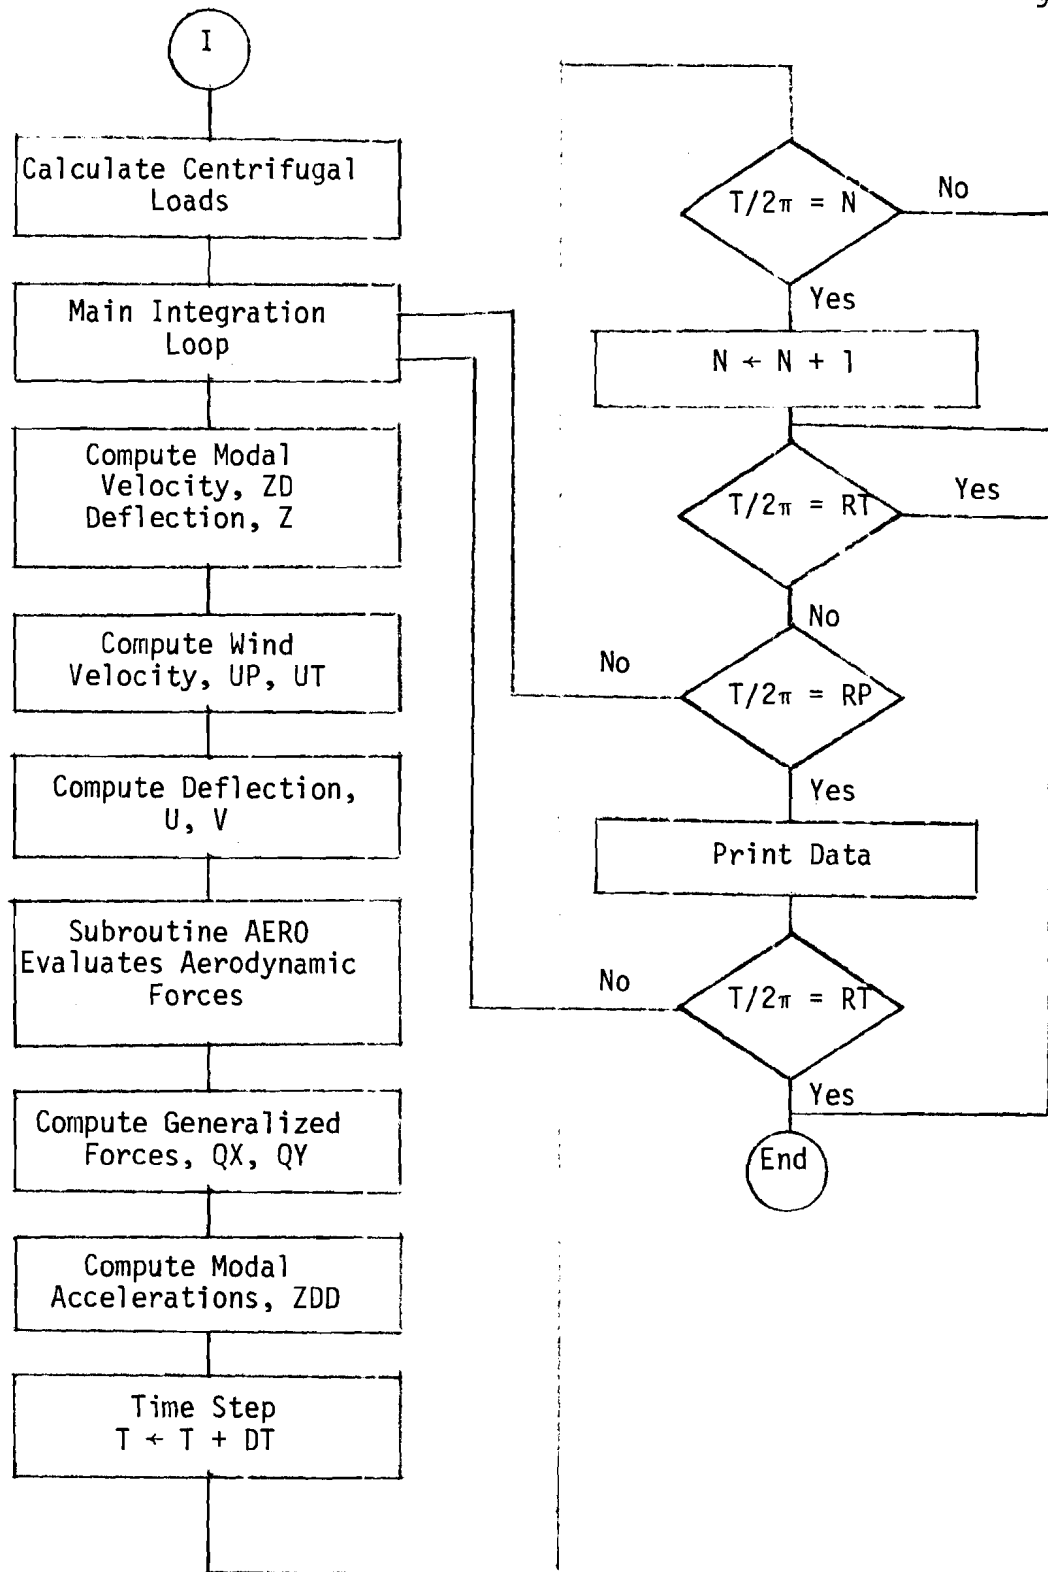 I
Calculate Centrifugal
Loads
Main Integration
Loop
Compute Modal
Velocity, ZD
Deflection, Z
Compute Wind
Velocity, UP, UT
Compute Deflection,
U, V
Subroutine AERO
Evaluates Aerodynamic
Forces
Compute Generalized
Forces, QX, QY
Compute Modal
Accelerations, ZDD
Time Step
T ← T + DT
T/2π = N
No
Yes
N ← N + 1
T/2π = RT
Yes
No
No
T/2π = RP
Yes
Print Data
No
T/2π = RT
Yes
End